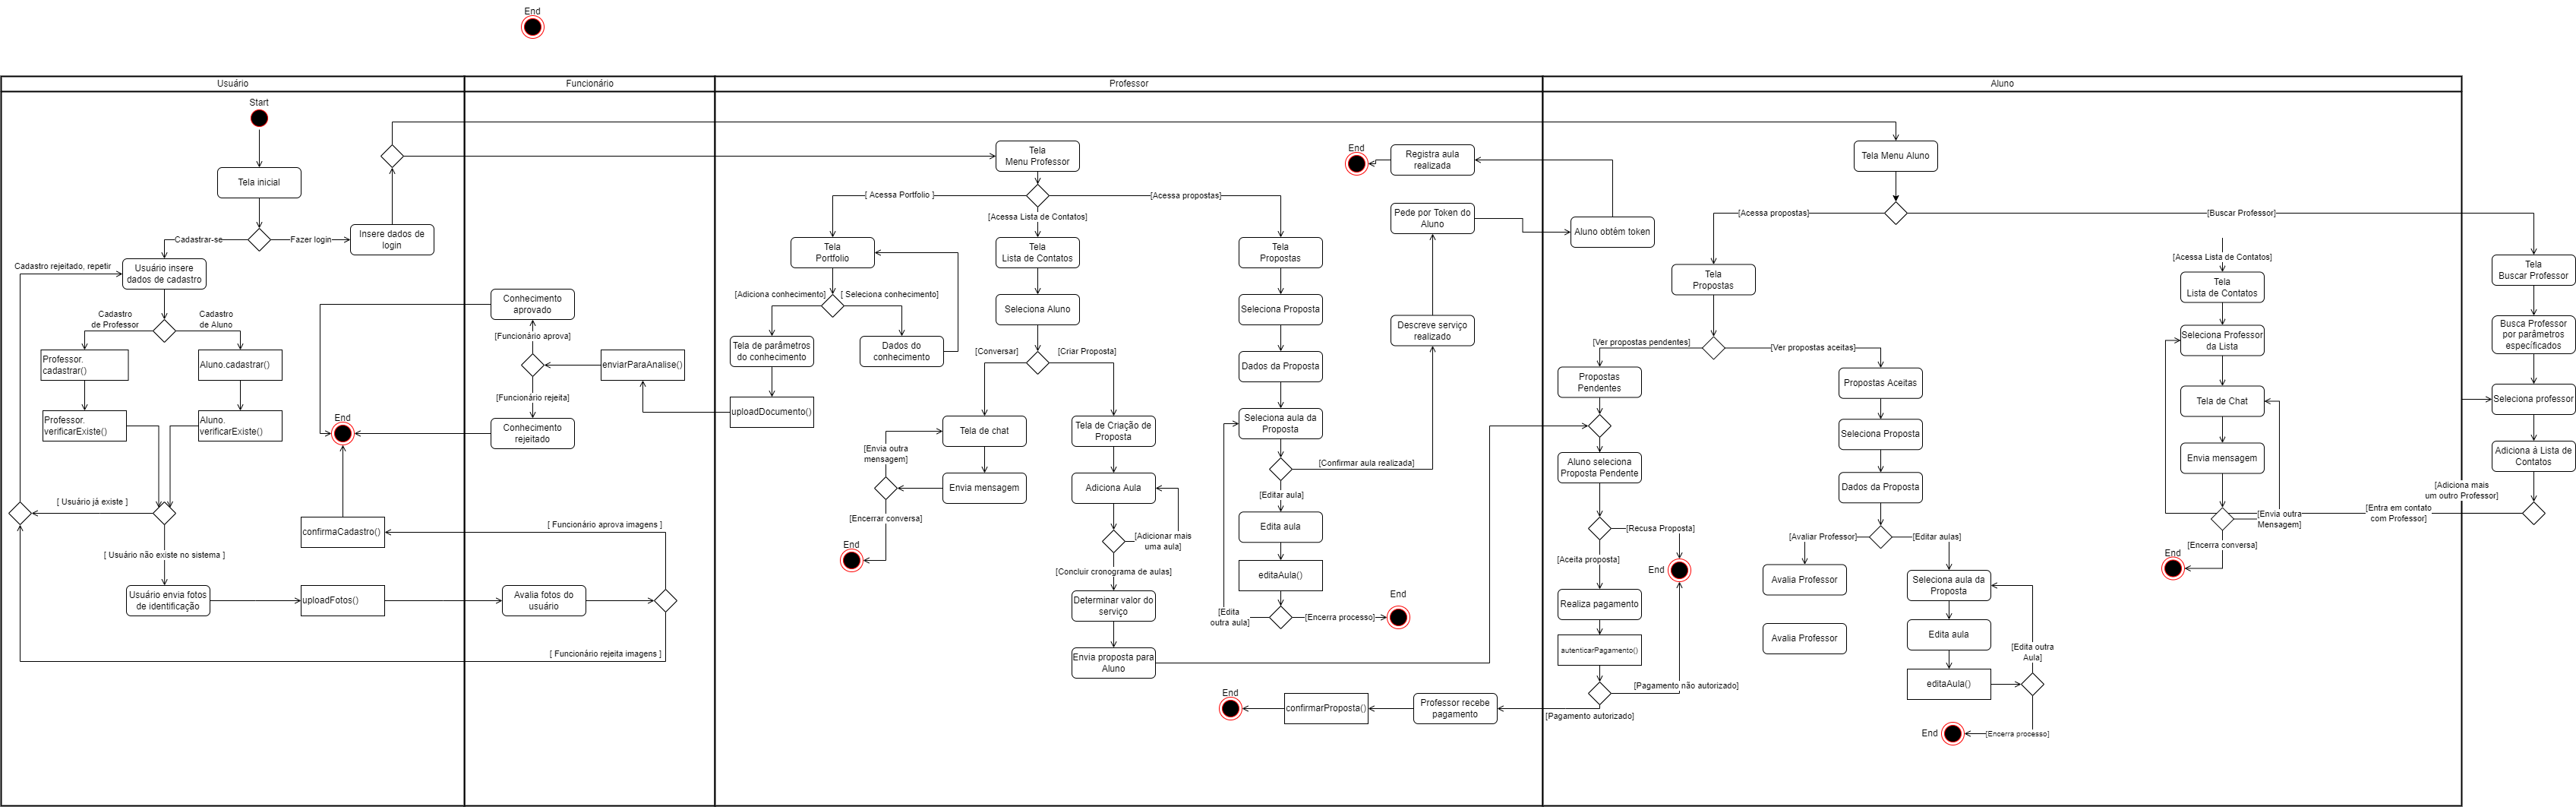 End
Usuário
Funcionário
Professor
Aluno
Start
Tela inicial
Cadastrar-se
Fazer login
Insere dados de
login
Cadastro rejeitado, repetir
Usuário insere
dados de cadastro
Cadastro
de Professor
Cadastro
de Aluno
Professor.
cadastrar()
Aluno.cadastrar()
Professor.
verificarExiste()
Aluno.
verificarExiste()
[ Usuário já existe ]
[ Usuário não existe no sistema ]
Usuário envia fotos
de identificação
uploadFotos()
End
confirmaCadastro()
Conhecimento
aprovado
[Funcionário aprova]
enviarParaAnalise()
[Funcionário rejeita]
Conhecimento
rejeitado
[ Funcionário aprova imagens ]
Avalia fotos do
usuário
[ Funcionário rejeita imagens ]
Tela
Menu Professor
[ Acessa Portfolio ]
[Acessa Lista de Contatos]
[Acessa propostas]
Tela
Portfolio
[Adiciona conhecimento]
[ Seleciona conhecimento]
Tela de parâmetros
do conhecimento
Dados do
conhecimento
uploadDocumento()
Tela
Lista de Contatos
Seleciona Aluno
[Conversar]
[Criar Proposta]
Tela de chat
[Envia outra
mensagem]
Envia mensagem
[Encerrar conversa]
End
Tela de Criação de
Proposta
Adiciona Aula
[Adicionar mais
uma aula]
[Concluir cronograma de aulas]
Determinar valor do
serviço
Envia proposta para
Aluno
Tela
Propostas
Seleciona Proposta
Dados da Proposta
Seleciona aula da
Proposta
[Confirmar aula realizada]
[Editar aula]
Edita aula
editaAula()
[Edita
outra aula]
[Encerra processo]
End
End
Registra aula
realizada
Pede por Token do
Aluno
Descreve serviço
realizado
Aluno obtém token
End
confirmarProposta()
Professor recebe
pagamento
[Pagamento autorizado]
Tela Menu Aluno
[Acessa propostas]
[Buscar Professor]
Tela
Propostas
[Ver propostas pendentes]
[Ver propostas aceitas]
Propostas
Pendentes
Aluno seleciona
Proposta Pendente
[Recusa Proposta]
[Aceita proposta]
End
Realiza pagamento
autenticarPagamento()
[Pagamento não autorizado]
Propostas Aceitas
Seleciona Proposta
Dados da Proposta
[Avaliar Professor]
[Editar aulas]
Avalia Professor
Avalia Professor
Seleciona aula da
Proposta
Edita aula
editaAula()
[Edita outra
Aula]
[Encerra processo]
End
[Acessa Lista de Contatos]
Tela
Lista de Contatos
Seleciona Professor
da Lista
Tela de Chat
Envia mensagem
[Envia outra
Mensagem]
[Encerra conversa]
End
[Entra em contato
com Professor]
[Adiciona mais
um outro Professor]
Tela
Buscar Professor
Busca Professor
por parâmetros
específicados
Seleciona professor
Adiciona à Lista de
Contatos